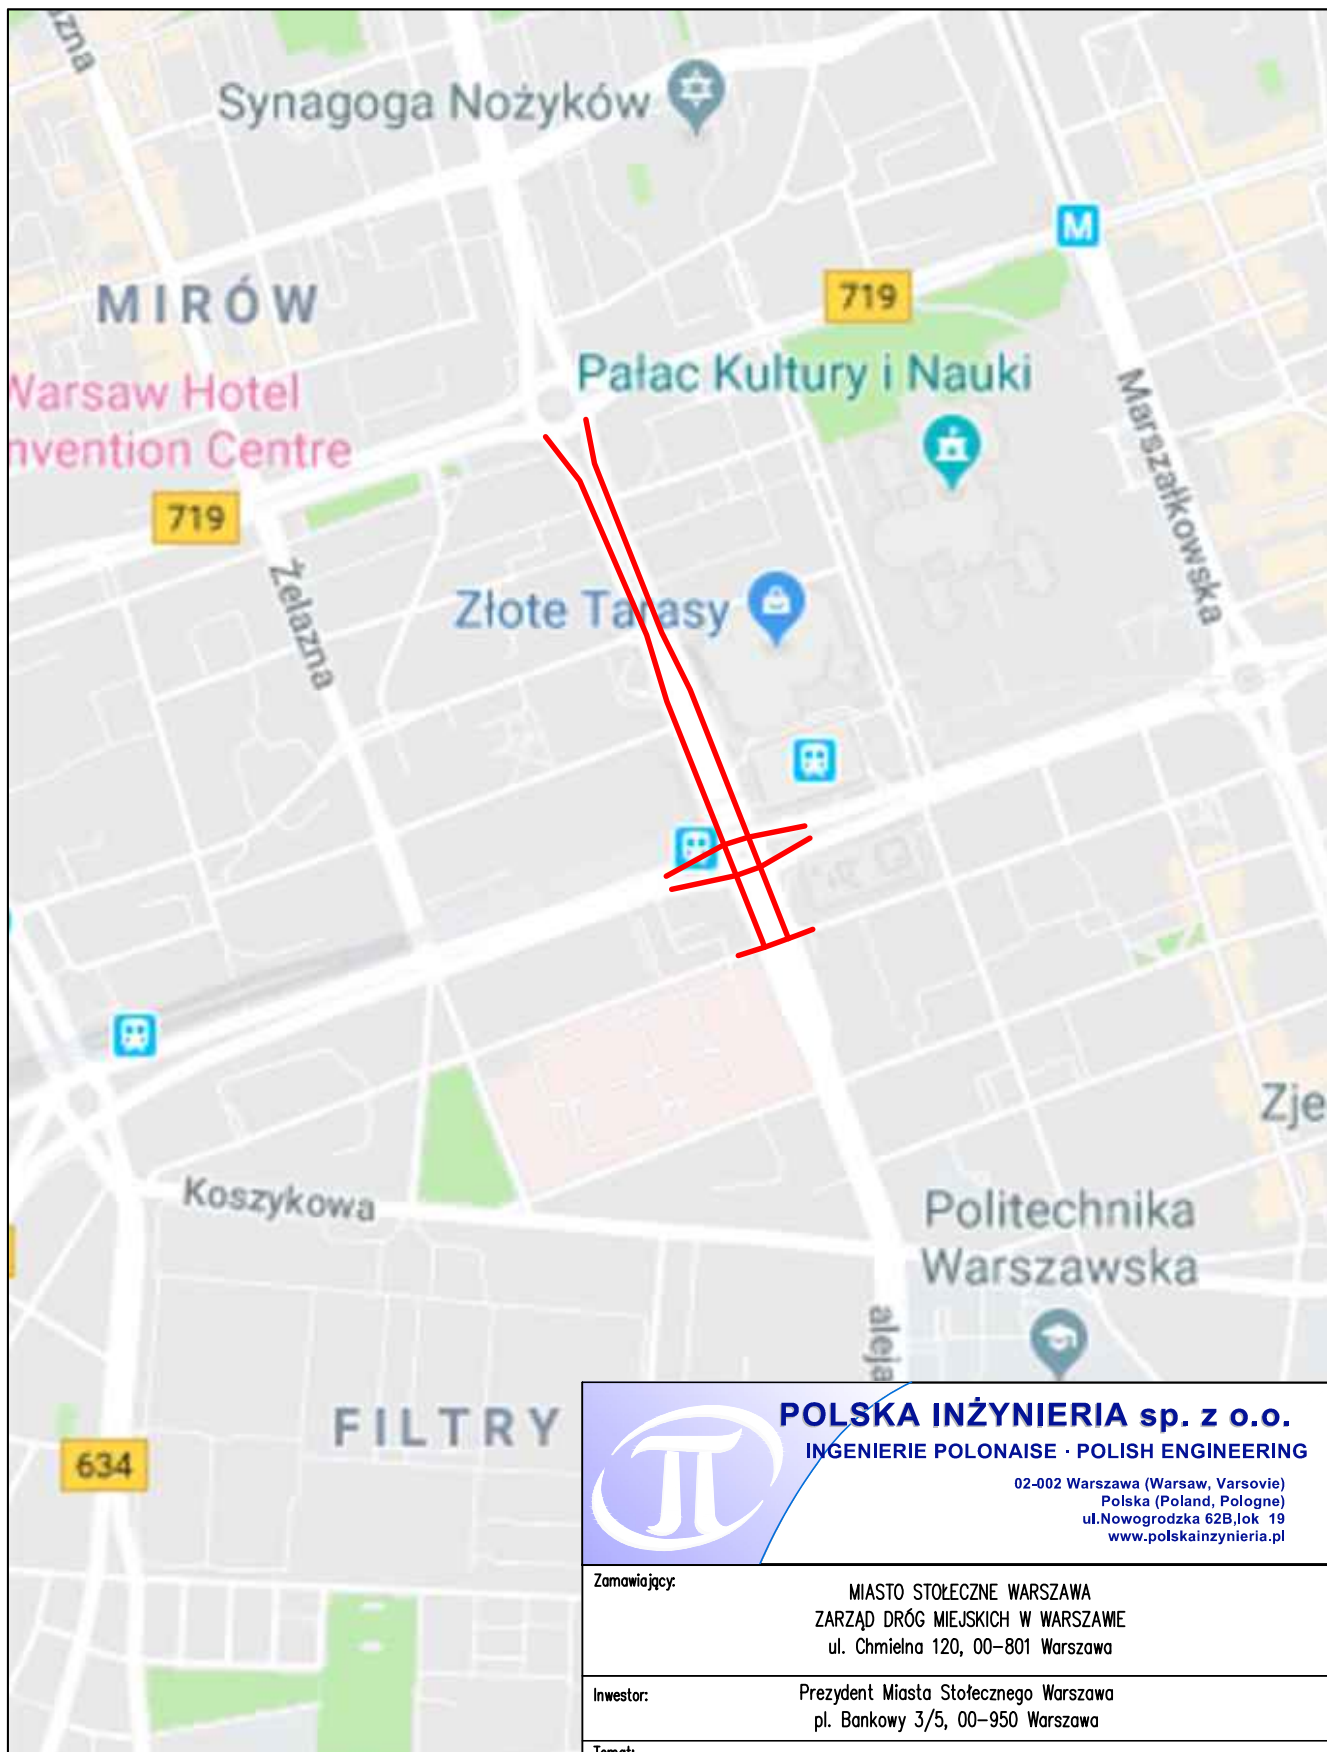 Synagoga Nożyków
M
MIRÓW
719
Pałac Kultury i Nauki
Warsaw Hotel
nvention Centre
Marszałkowska
719
Żelazna
Złote Tarasy
Zje
Koszykowa
Politechnika
Warszawska
aleja
FILTRY
634
POLSKA INŻYNIERIA sp. z o.o.
INGENIERIE POLONAISE · POLISH ENGINEERING
02-002 Warszawa (Warsaw, Varsovie)
Polska (Poland, Pologne)
ul.Nowogrodzka 62B,lok 19
www.polskainzynieria.pl
Zamawiający:
MIASTO STOŁECZNE WARSZAWA
ZARZĄD DRÓG MIEJSKICH W WARSZAWIE
ul. Chmielna 120, 00-801 Warszawa
Inwestor:
Prezydent Miasta Stołecznego Warszawa
pl. Bankowy 3/5, 00-950 Warszawa
Temat: